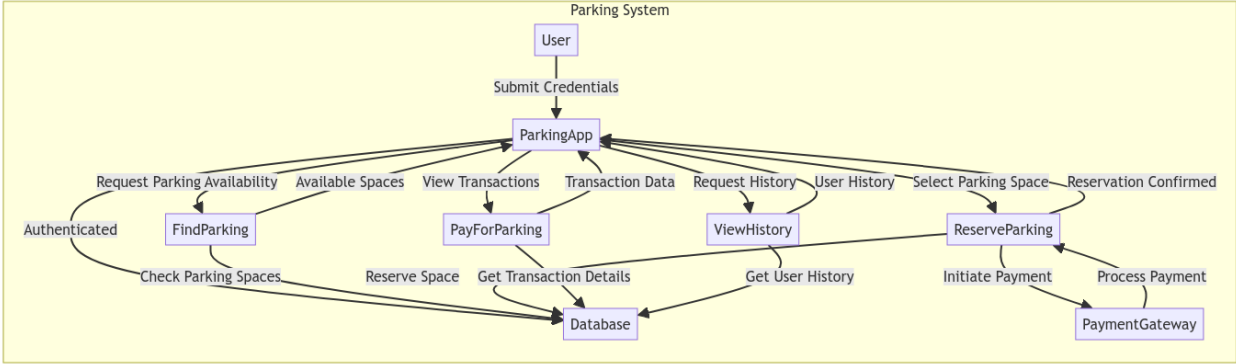 Parking System
User
Submit Credentials
ParkingApp
Request Parking Availability
Available Spaces
View Transactions
Transaction Data
Request History
User History
Select Parking Space
Reservation Confirmed
Authenticated
FindParking
PayForParking
ViewHistory
ReserveParking
Check Parking Spaces
Reserve Space
Get Transaction Details
Get User History
Initiate Payment
Process Payment
Database
PaymentGateway